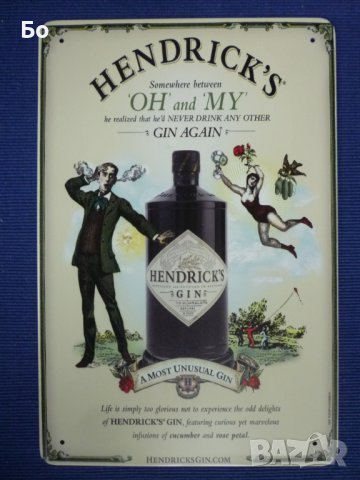 Бо
HENDRICK'S
Somewhere between
'OH' and 'MY'
he realized that he'd NEVER DRINK ANY OTHER
GIN AGAIN
HENDRICK'S
GIN
A MOST UNUSUAL GIN
Life is simply too glorious not to experience the odd delights
of HENDRICK'S GIN, featuring curious yet marvelous
infusions of cucumber and rose petal.
HENDRICKSGIN.COM
BAZAR